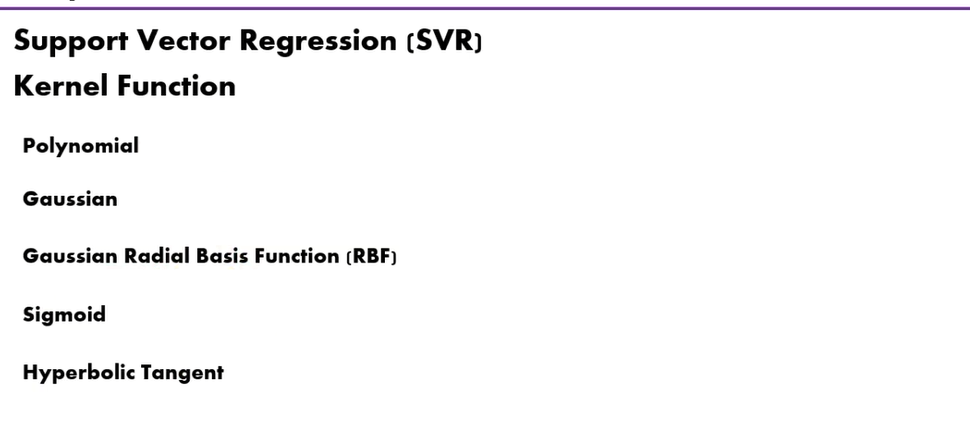 Support Vector Regression (SVR)
Kernel Function
Polynomial
Gaussian
Gaussian Radial Basis Function (RBF)
Sigmoid
Hyperbolic Tangent